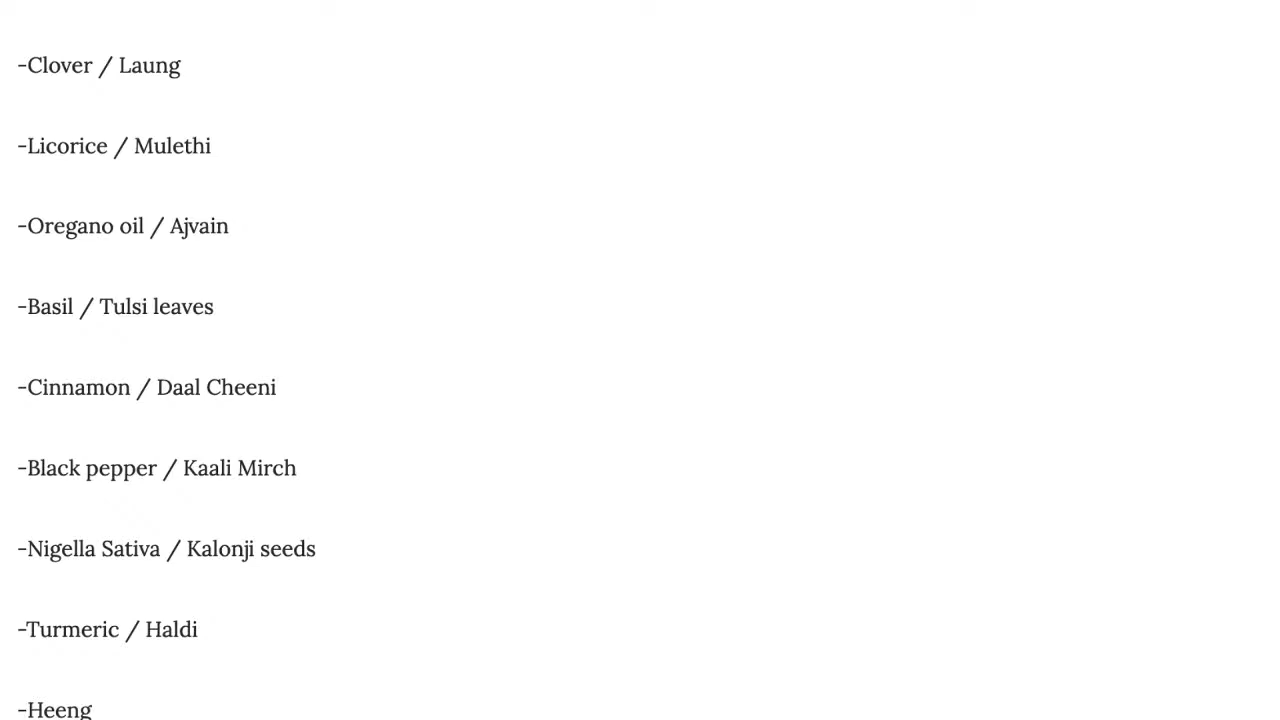 -Clover / Laung
-Licorice / Mulethi
-Oregano oil / Ajvain
-Basil / Tulsi leaves
-Cinnamon / Daal Cheeni
-Black pepper / Kaali Mirch
-Nigella Sativa / Kalonji seeds
-Turmeric / Haldi
-Heeng